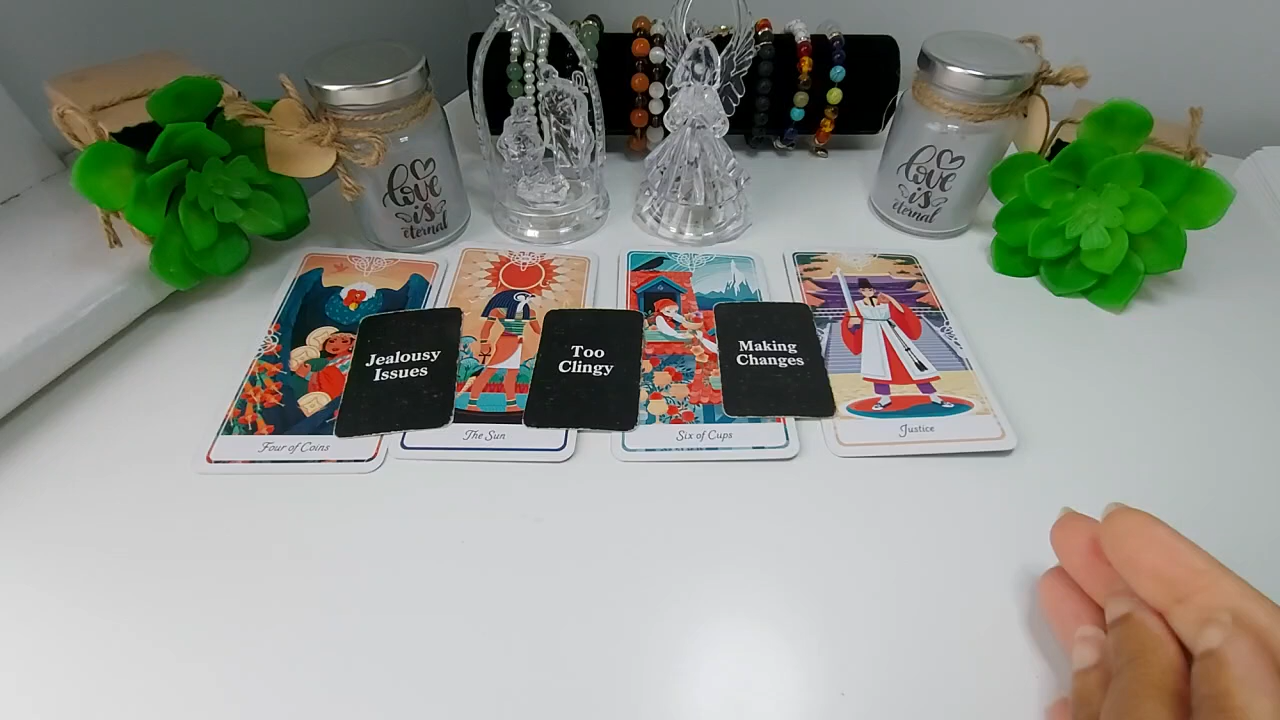 love
is
eternal
love
is
eternal
Jealousy
Issues
Too
Clingy
Making
Changes
Four of Coins
The Sun
Six of Cups
Justice